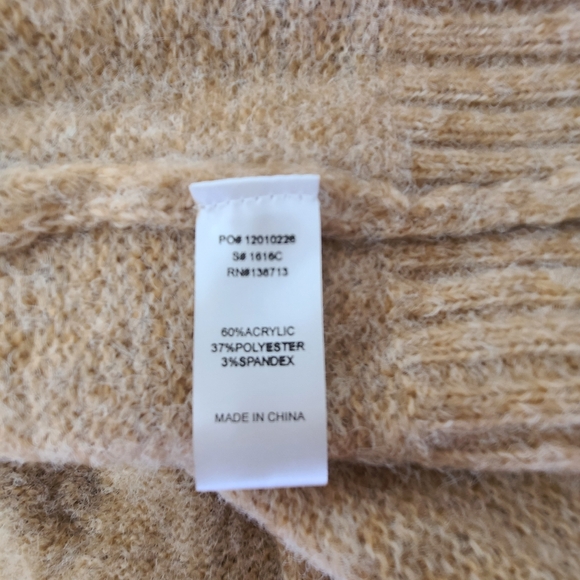 PO# 12010226
S# 1616C
RN#138713
60%ACRYLIC
37%POLYESTER
3%SPANDEX
MADE IN CHINA